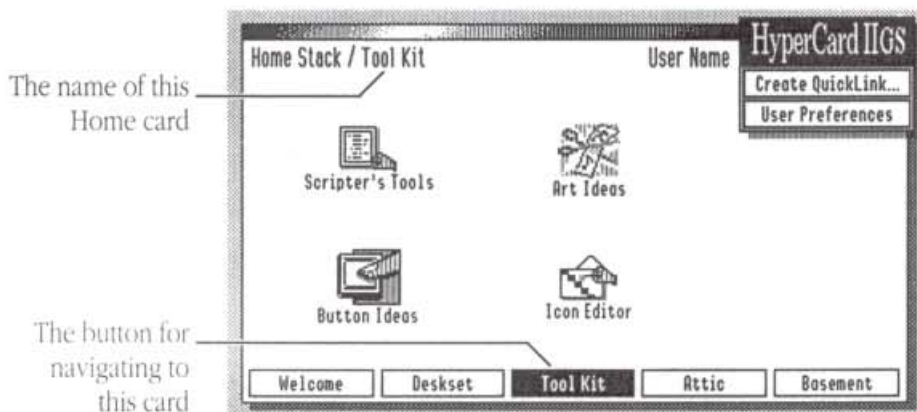 HyperCard IIGS
Home Stack / Tool Kit
User Name
Create QuickLink...
User Preferences
The name of this
Home card
Scripter's Tools
Art Ideas
Button Ideas
Icon Editor
The button for
navigating to
this card
Welcome
Deskset
Tool Kit
Attic
Basement